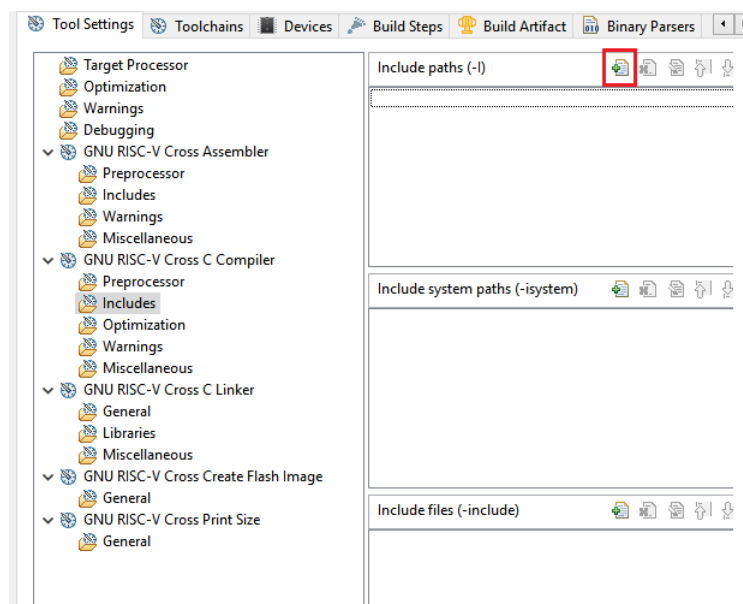 Tool Settings Toolchains Devices Build Steps Build Artifact Binary Parsers
Target Processor
Optimization
Warnings
Debugging
GNU RISC-V Cross Assembler
Preprocessor
Includes
Warnings
Miscellaneous
GNU RISC-V Cross C Compiler
Preprocessor
Includes
Optimization
Warnings
Miscellaneous
GNU RISC-V Cross C Linker
General
Libraries
Miscellaneous
GNU RISC-V Cross Create Flash Image
General
GNU RISC-V Cross Print Size
General
Include paths (-I)
Include system paths (-isystem)
Include files (-include)